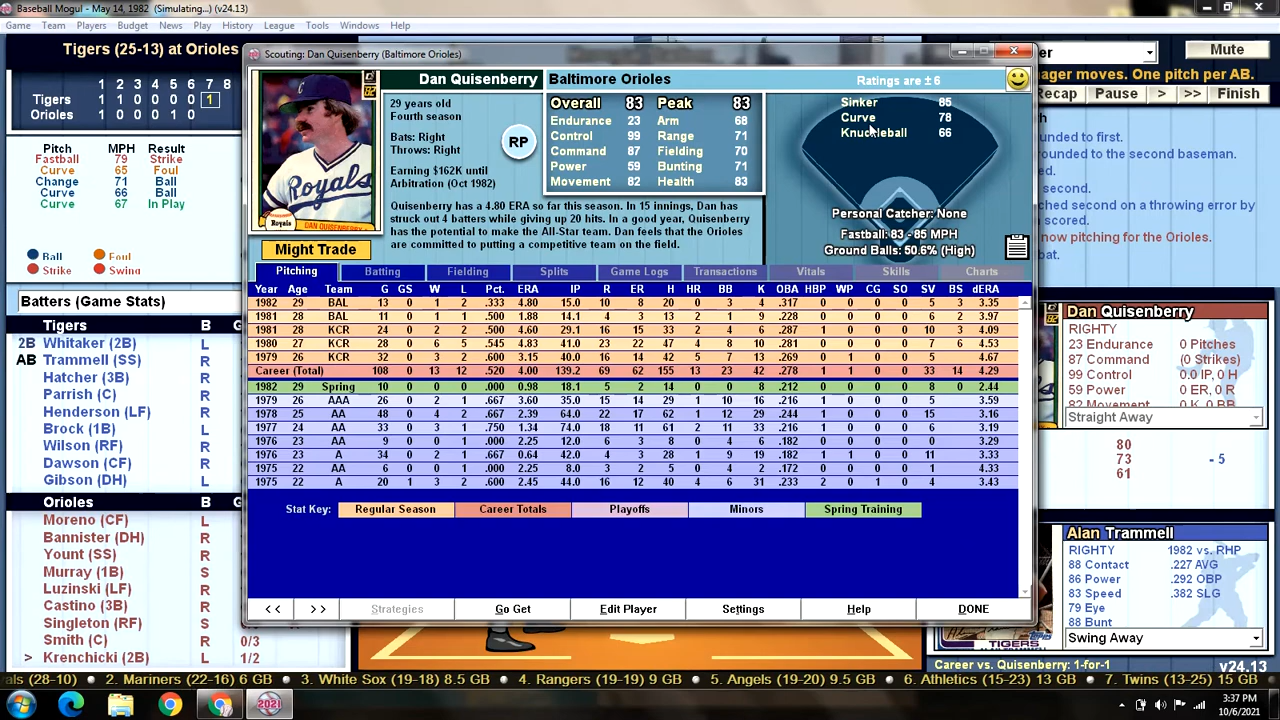 Baseball Mogul - May 14, 1982 (Simulating...) (v24.13)
Game Team Players Budget News Play History League Tools Windows Help
Tigers (25-13) at Orioles
1 2 3 4 5 6 7 8
Tigers 4 1 0 0 0 0 1
Orioles 1 0 0 1 0 0
Pitch MPH Result
Fastball 79 Strike
Curve 65 Foul
Change 71 Ball
Curve 66 Ball
Curve 67 In Play
Ball Foul
Strike Swing
Batters (Game Stats)
Tigers B
2B Whitaker (2B) L
AB Trammell (SS) R
Hatcher (3B) R
Parrish (C) R
Henderson (LF) R
Brock (1B) L
Wilson (RF) R
Dawson (CF) R
Gibson (DH) L
Orioles B G
Moreno (CF) L
Bannister (DH) R
Yount (SS) R
Murray (1B) S
Luzinski (LF) R
Castino (3B) R
Singleton (RF) S
Smith (C) R 0/3
> Krenchicki (2B) L 1/2
Scouting: Dan Quisenberry (Baltimore Orioles)
Royals
DAN QUISENBERRY
Dan Quisenberry
29 years old
Fourth season
Bats: Right
Throws: Right
Earning $162K until
Arbitration (Oct 1982)
RP
Baltimore Orioles
Ratings are ± 6
Overall 83 Peak 83
Endurance 23 Arm 68
Control 99 Range 71
Command 87 Fielding 70
Power 59 Bunting 71
Movement 82 Health 83
Sinker 85
Curve 78
Knuckleball 66
Personal Catcher: None
Fastball: 83 - 85 MPH
Ground Balls: 50.6% (High)
Quisenberry has a 4.80 ERA so far this season. In 15 innings, Dan has
struck out 4 batters while giving up 20 hits. In a good year, Quisenberry
has the potential to make the All-Star team. Dan feels that the Orioles
are committed to putting a competitive team on the field.
Might Trade
Pitching Batting Fielding Splits Game Logs Transactions Vitals Skills Charts
Year Age Team G GS W L Pct. ERA IP R ER H HR BB K OBA HBP WP CG SO SV BS dERA
1982 29 BAL 13 0 1 2 .333 4.80 15.0 10 8 20 0 3 4 .317 0 0 0 0 5 3 3.35
1981 28 BAL 11 0 1 1 .500 1.88 14.1 4 3 13 2 1 9 .228 0 0 0 0 6 2 3.97
1981 28 KCR 24 0 2 2 .500 4.60 29.1 16 15 33 2 4 6 .287 1 0 0 0 10 3 4.09
1980 27 KCR 28 0 6 5 .545 4.83 41.0 23 22 47 4 8 10 .281 0 0 0 0 7 6 4.53
1979 26 KCR 32 0 3 2 .600 3.15 40.0 16 14 42 5 7 13 .269 0 1 0 0 5 4.67
Career (Total) 108 0 13 12 .520 4.00 139.2 69 62 155 13 23 42 .278 1 1 0 0 33 14 4.29
1982 29 Spring 10 0 0 0 .000 0.98 18.1 5 2 14 0 2 8 .212 0 0 0 0 8 0 2.44
1979 26 AAA 26 0 2 1 .667 3.60 35.0 15 14 29 1 10 16 .216 1 0 0 0 5 3.59
1978 25 AA 48 0 4 2 .667 2.39 64.0 22 17 62 1 12 29 .244 1 0 0 0 15 3.16
1977 24 AA 33 0 3 1 .750 1.34 74.0 18 11 61 2 11 33 .216 1 0 0 0 6 3.19
1976 23 AA 9 0 1 0 .000 2.25 12.0 6 3 8 0 4 6 .182 0 0 0 0 0 3.29
1976 23 A 34 0 2 1 .667 0.64 42.0 4 3 28 1 9 19 .182 1 1 0 0 11 3.33
1975 22 AA 6 0 1 0 .000 2.25 8.0 3 2 5 0 4 2 .172 0 0 0 0 1 4.33
1975 22 A 20 1 3 2 .600 2.45 44.0 16 12 40 4 6 31 .233 2 0 1 0 4 3.43
Stat Key: Regular Season Career Totals Playoffs Minors Spring Training
<< >> Strategies Go Get Edit Player Settings Help DONE
Mute
nager moves. One pitch per AB.
Recap Pause > >> Finish
ounded to first.
rounded to the second baseman.
second.
ched second on a throwing error by
scored.
now pitching for the Orioles.
bat.
Dan Quisenberry
RIGHTY
23 Endurance 0 Pitches
87 Command (0 Strikes)
99 Control 0.0 IP, 0 H
59 Power 0 ER, 0 R
82 Movement 0 K, 0 BB
Straight Away
80
73 - 5
61
Alan Trammell
RIGHTY 1982 vs. RHP
88 Contact .227 AVG
86 Power .292 OBP
83 Speed .382 SLG
79 Eye
88 Bunt
Swing Away
TIGERS
Career vs. Quisenberry: 1-for-1 v24.13
yals (28-10) • 2. Mariners (22-16) 6 GB • 3. White Sox (19-18) 8.5 GB • 4. Rangers (19-19) 9 GB • 5. Angels (19-20) 9.5 GB • 6. Athletics (15-23) 13 GB • 7. Twins (13-25) 15 GB
2021
3:37 PM
10/6/2021